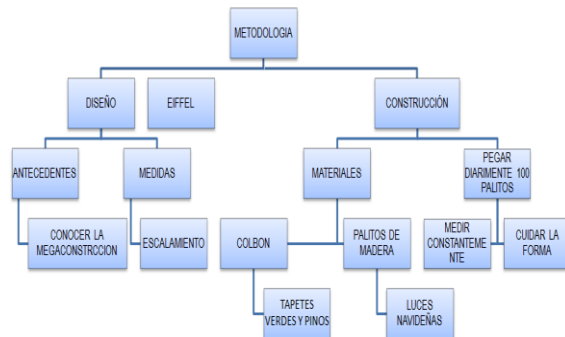 METODOLOGIA
DISEÑO
EIFFEL
CONSTRUCCIÓN
ANTECEDENTES
MEDIDAS
MATERIALES
PEGAR
DIARIMENTE 100
PALITOS
CONOCER LA
MEGACONSTRCCION
ESCALAMIENTO
COLBON
PALITOS DE
MADERA
MEDIR
CONSTANTEME
NTE
CUIDAR LA
FORMA
TAPETES
VERDES Y PINOS
LUCES
NAVIDEÑAS